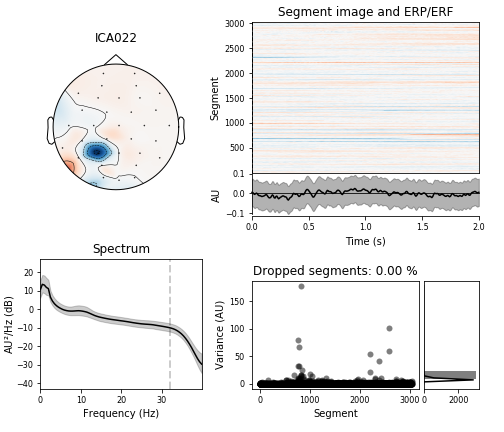 ICA022
Segment image and ERP/ERF
3000
2500
2000
1500
1000
500
Segment
0.1
0.0
−0.1
AU
0.0 0.5 1.0 1.5 2.0
Time (s)
Spectrum
20
10
0
−10
−20
−30
−40
AU²/Hz (dB)
0 10 20 30
Frequency (Hz)
Dropped segments: 0.00 %
150
100
50
0
Variance (AU)
0 1000 2000 3000
Segment
0 2000